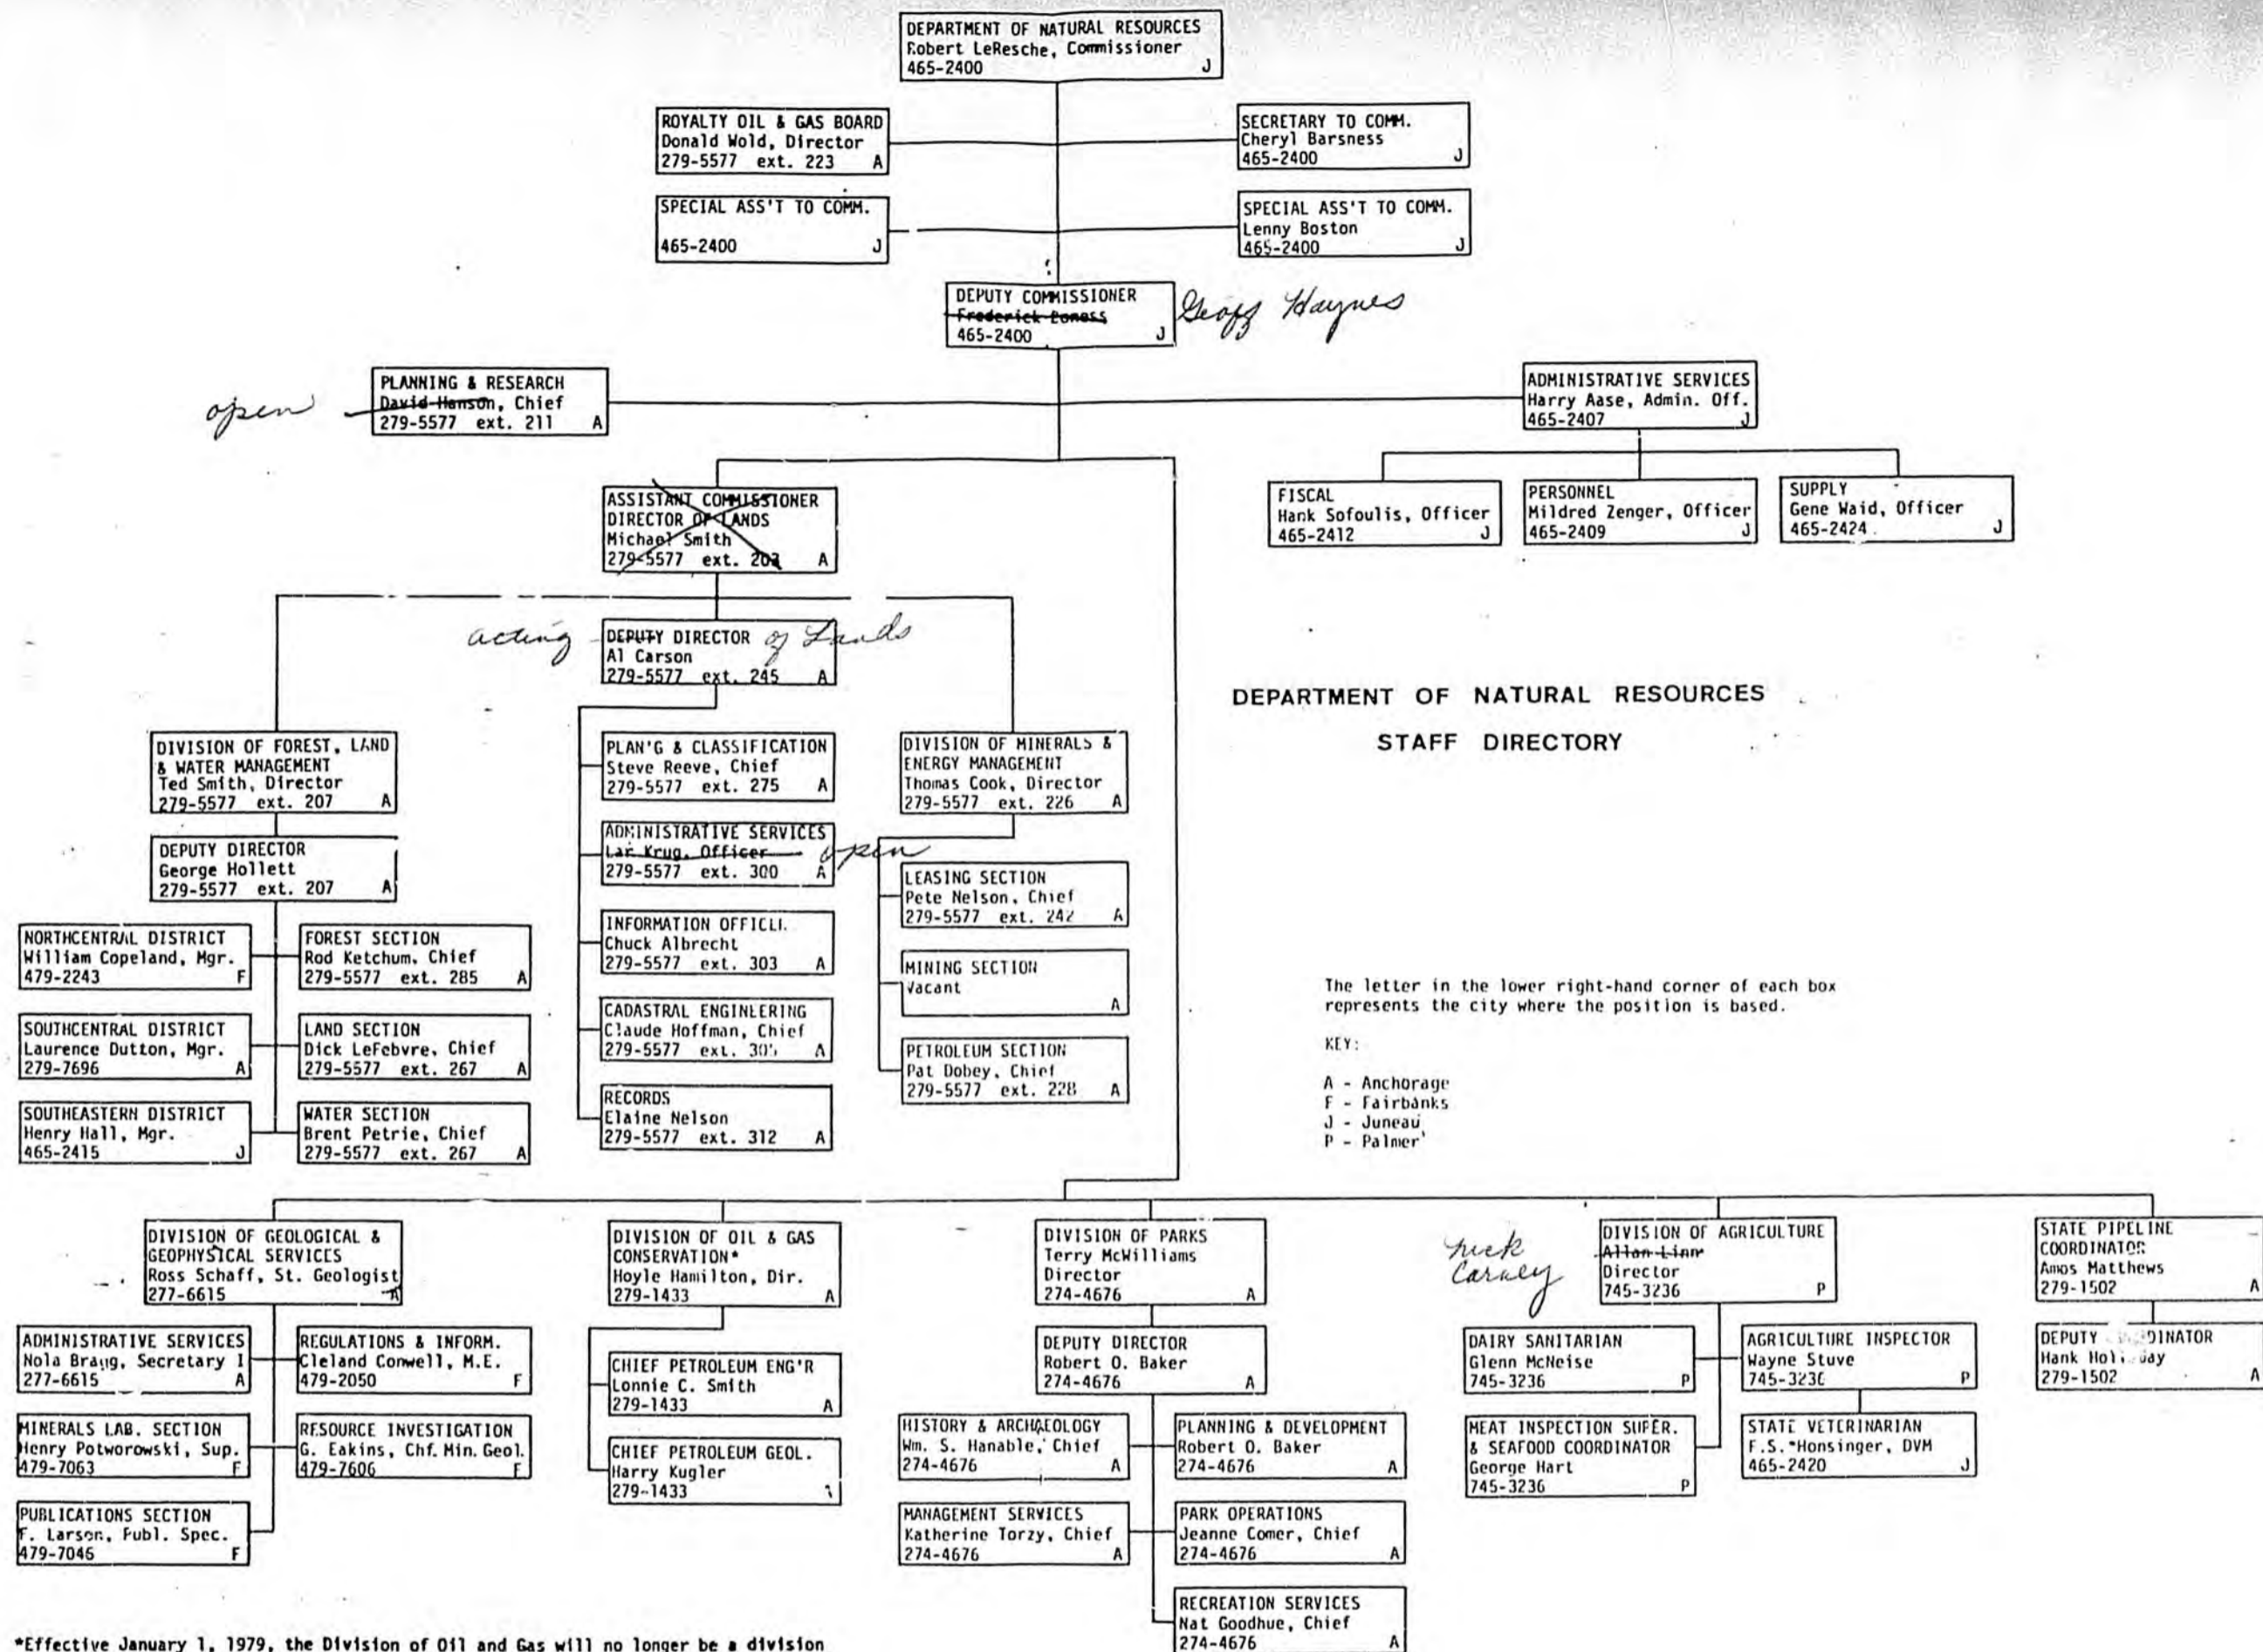 DEPARTMENT OF NATURAL RESOURCES
Robert LeResche, Commissioner
465-2400 J
ROYALTY OIL & GAS BOARD
Donald Wold, Director
279-5577 ext. 223 A
SECRETARY TO COMM.
Cheryl Barsness
465-2400 J
SPECIAL ASS'T TO COMM.
465-2400 J
SPECIAL ASS'T TO COMM.
Lenny Boston
465-2400 J
DEPUTY COMMISSIONER
Frederick Boness
465-2400 J
Geoff Haynes
open
PLANNING & RESEARCH
David Hanson, Chief
279-5577 ext. 211 A
ADMINISTRATIVE SERVICES
Harry Aase, Admin. Off.
465-2407 J
FISCAL
Hank Sofoulis, Officer
465-2412 J
PERSONNEL
Mildred Zenger, Officer
465-2409 J
SUPPLY
Gene Waid, Officer
465-2424 J
ASSISTANT COMMISSIONER
DIRECTOR OF LANDS
Michael Smith
279-5577 ext. 203 A
acting
DEPUTY DIRECTOR of Lands
Al Carson
279-5577 ext. 245 A
DEPARTMENT OF NATURAL RESOURCES
STAFF DIRECTORY
DIVISION OF FOREST, LAND
& WATER MANAGEMENT
Ted Smith, Director
279-5577 ext. 207 A
DEPUTY DIRECTOR
George Hollett
279-5577 ext. 207 A
NORTHCENTRAL DISTRICT
William Copeland, Mgr.
479-2243 F
FOREST SECTION
Rod Ketchum, Chief
279-5577 ext. 285 A
SOUTHCENTRAL DISTRICT
Laurence Dutton, Mgr.
279-7696 A
LAND SECTION
Dick LeFebvre, Chief
279-5577 ext. 267 A
SOUTHEASTERN DISTRICT
Henry Hall, Mgr.
465-2415 J
WATER SECTION
Brent Petrie, Chief
279-5577 ext. 267 A
PLAN'G & CLASSIFICATION
Steve Reeve, Chief
279-5577 ext. 275 A
ADMINISTRATIVE SERVICES
Lar Krug, Officer open
279-5577 ext. 300 A
INFORMATION
Chuck Albrecht
279-5577 ext. 303 A
CADASTRAL ENGINEERING
Claude Hoffman, Chief
279-5577 ext. A
RECORDS
Elaine Nelson
279-5577 ext. 312 A
DIVISION OF MINERALS &
ENERGY MANAGEMENT
Thomas Cook, Director
279-5577 ext. 226 A
LEASING SECTION
Pete Nelson, Chief
279-5577 ext. 242 A
MINING SECTION
Vacant
A
PETROLEUM SECTION
Pat Dobey, Chief
279-5577 ext. 228 A
The letter in the lower right-hand corner of each box
represents the city where the position is based.
KEY:
A - Anchorage
F - Fairbanks
J - Juneau
P - Palmer
DIVISION OF GEOLOGICAL &
GEOPHYSICAL SERVICES
Ross Schaff, St. Geologist
277-6615 A
ADMINISTRATIVE SERVICES
Nola Braug, Secretary I
277-6615 A
REGULATIONS & INFORM.
Cleland Conwell, M.E.
479-2050 F
MINERALS LAB. SECTION
Henry Potworowski, Sup.
479-7063 F
RESOURCE INVESTIGATION
G. Eakins, Chf. Min. Geol.
479-7606 F
PUBLICATIONS SECTION
F. Larson, Publ. Spec.
479-7046 F
DIVISION OF OIL & GAS
CONSERVATION*
Hoyle Hamilton, Dir.
279-1433 A
CHIEF PETROLEUM ENG'R
Lonnie C. Smith
279-1433 A
CHIEF PETROLEUM GEOL.
Harry Kugler
279-1433
DIVISION OF PARKS
Terry McWilliams
Director
274-4676 A
DEPUTY DIRECTOR
Robert O. Baker
274-4676 A
HISTORY & ARCHAEOLOGY
Wm. S. Hanable, Chief
274-4676 A
PLANNING & DEVELOPMENT
Robert O. Baker
274-4676 A
MANAGEMENT SERVICES
Katherine Torzy, Chief
274-4676 A
PARK OPERATIONS
Jeanne Comer, Chief
274-4676 A
RECREATION SERVICES
Nat Goodhue, Chief
274-4676 A
Carney
DIVISION OF AGRICULTURE
Allan Linn
Director
745-3236 P
DAIRY SANITARIAN
Glenn McNeise
745-3236 P
AGRICULTURE INSPECTOR
Wayne Stuve
745-3236 P
MEAT INSPECTION SUPER.
& SEAFOOD COORDINATOR
George Hart
745-3236 P
STATE VETERINARIAN
F.S. Honsinger, DVM
465-2420 J
STATE PIPELINE
COORDINATOR
Amos Matthews
279-1502 A
DEPUTY
Hank
279-1502 A
*Effective January 1, 1979, the Division of Oil and Gas will no longer be a division